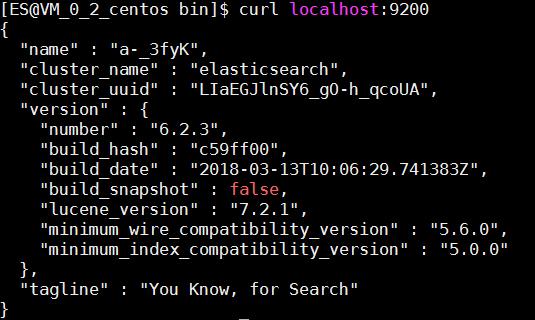 [ES@VM_0_2_centos bin]$ curl localhost:9200
{
  "name" : "a-_3fyK",
  "cluster_name" : "elasticsearch",
  "cluster_uuid" : "LIaEGJlnSY6_gO-h_qcoUA",
  "version" : {
    "number" : "6.2.3",
    "build_hash" : "c59ff00",
    "build_date" : "2018-03-13T10:06:29.741383Z",
    "build_snapshot" : false,
    "lucene_version" : "7.2.1",
    "minimum_wire_compatibility_version" : "5.6.0",
    "minimum_index_compatibility_version" : "5.0.0"
  },
  "tagline" : "You Know, for Search"
}